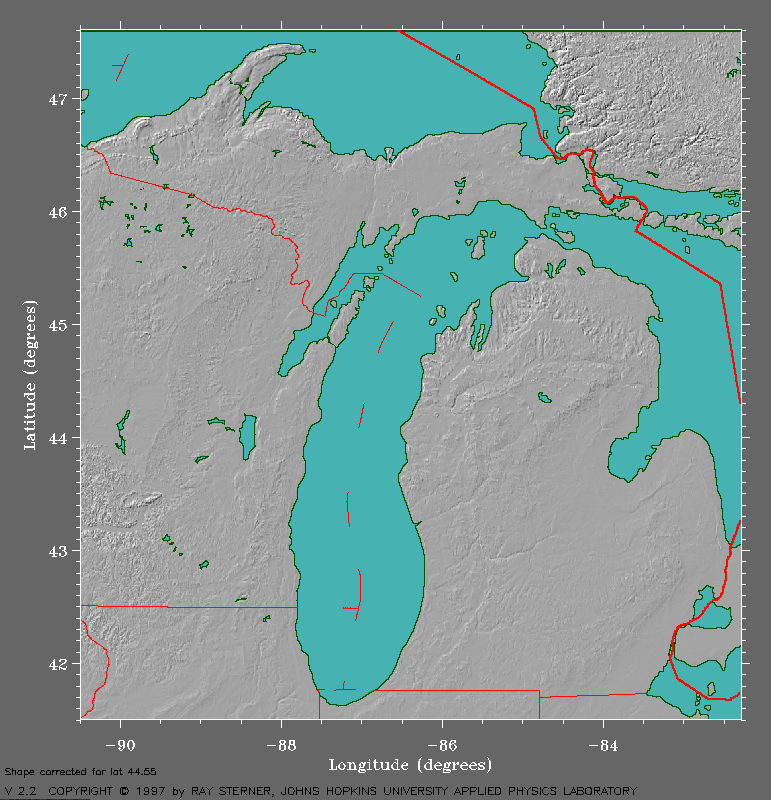 47
46
45
44
43
42
Latitude (degrees)
-90
-88
-86
-84
Longitude (degrees)
Shape corrected for lat 44.55
V 2.2 COPYRIGHT © 1997 by RAY STERNER, JOHNS HOPKINS UNIVERSITY APPLIED PHYSICS LABORATORY